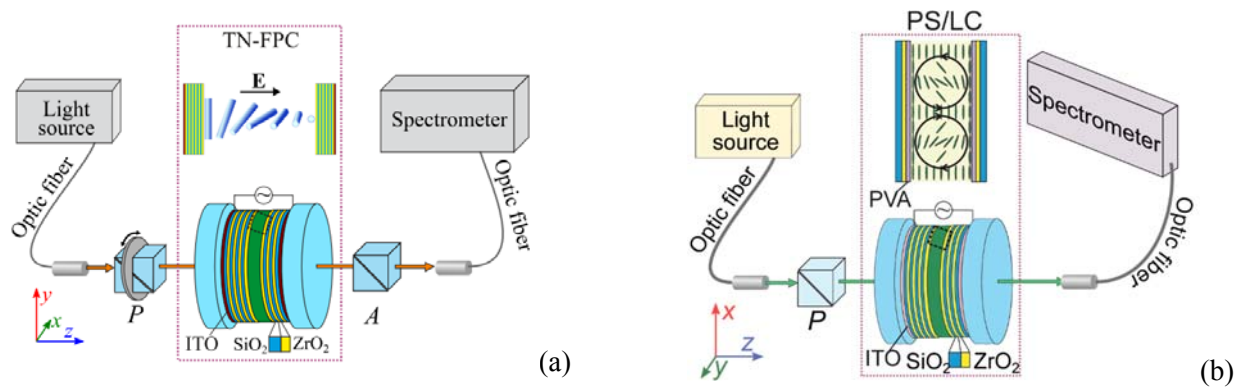 TN-FPC
E
Light
source
Spectrometer
Optic fiber
Optic fiber
P
A
y
x
z
ITO
SiO2
ZrO2
(a)
PS/LC
Light
source
Spectrometer
PVA
Optic fiber
Optic fiber
P
x
z
y
ITO
SiO2
ZrO2
(b)